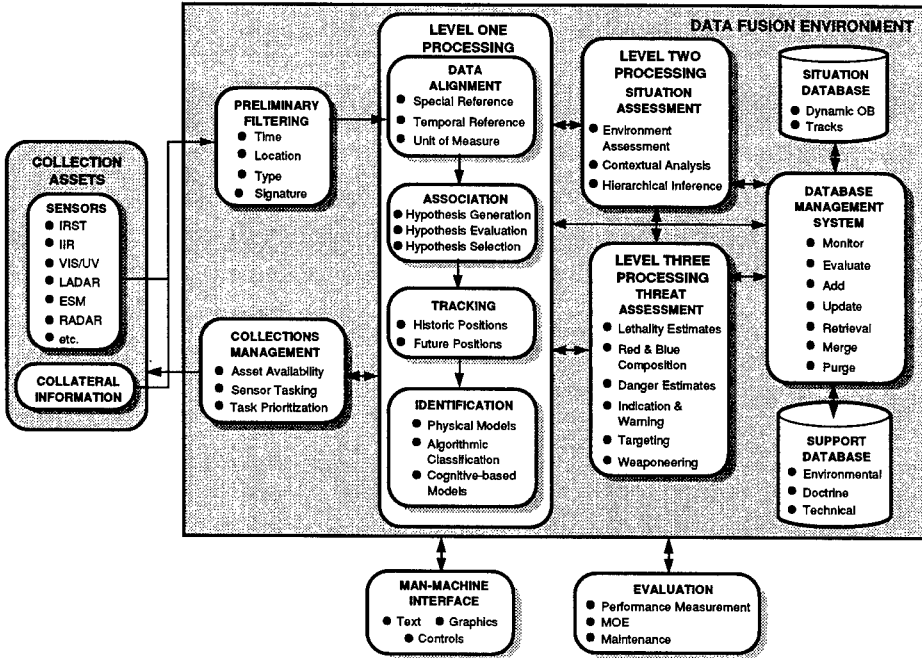 DATA FUSION ENVIRONMENT
COLLECTION
ASSETS
SENSORS
● IRST
● IIR
● VIS/UV
● LADAR
● ESM
● RADAR
● etc.
COLLATERAL
INFORMATION
PRELIMINARY
FILTERING
● Time
● Location
● Type
● Signature
COLLECTIONS
MANAGEMENT
● Asset Availability
● Sensor Tasking
● Task Prioritization
LEVEL ONE
PROCESSING
DATA
ALIGNMENT
● Special Reference
● Temporal Reference
● Unit of Measure
ASSOCIATION
● Hypothesis Generation
● Hypothesis Evaluation
● Hypothesis Selection
TRACKING
● Historic Positions
● Future Positions
IDENTIFICATION
● Physical Models
● Algorithmic
Classification
● Cognitive-based
Models
LEVEL TWO
PROCESSING
SITUATION
ASSESSMENT
● Environment
Assessment
● Contextual Analysis
● Hierarchical Inference
LEVEL THREE
PROCESSING
THREAT
ASSESSMENT
● Lethality Estimates
● Red & Blue
Composition
● Danger Estimates
● Indication &
Warning
● Targeting
● Weaponeering
SITUATION
DATABASE
● Dynamic OB
● Tracks
DATABASE
MANAGEMENT
SYSTEM
● Monitor
● Evaluate
● Add
● Update
● Retrieval
● Merge
● Purge
SUPPORT
DATABASE
● Environmental
● Doctrine
● Technical
MAN-MACHINE
INTERFACE
● Text ● Graphics
● Controls
EVALUATION
● Performance Measurement
● MOE
● Maintenance